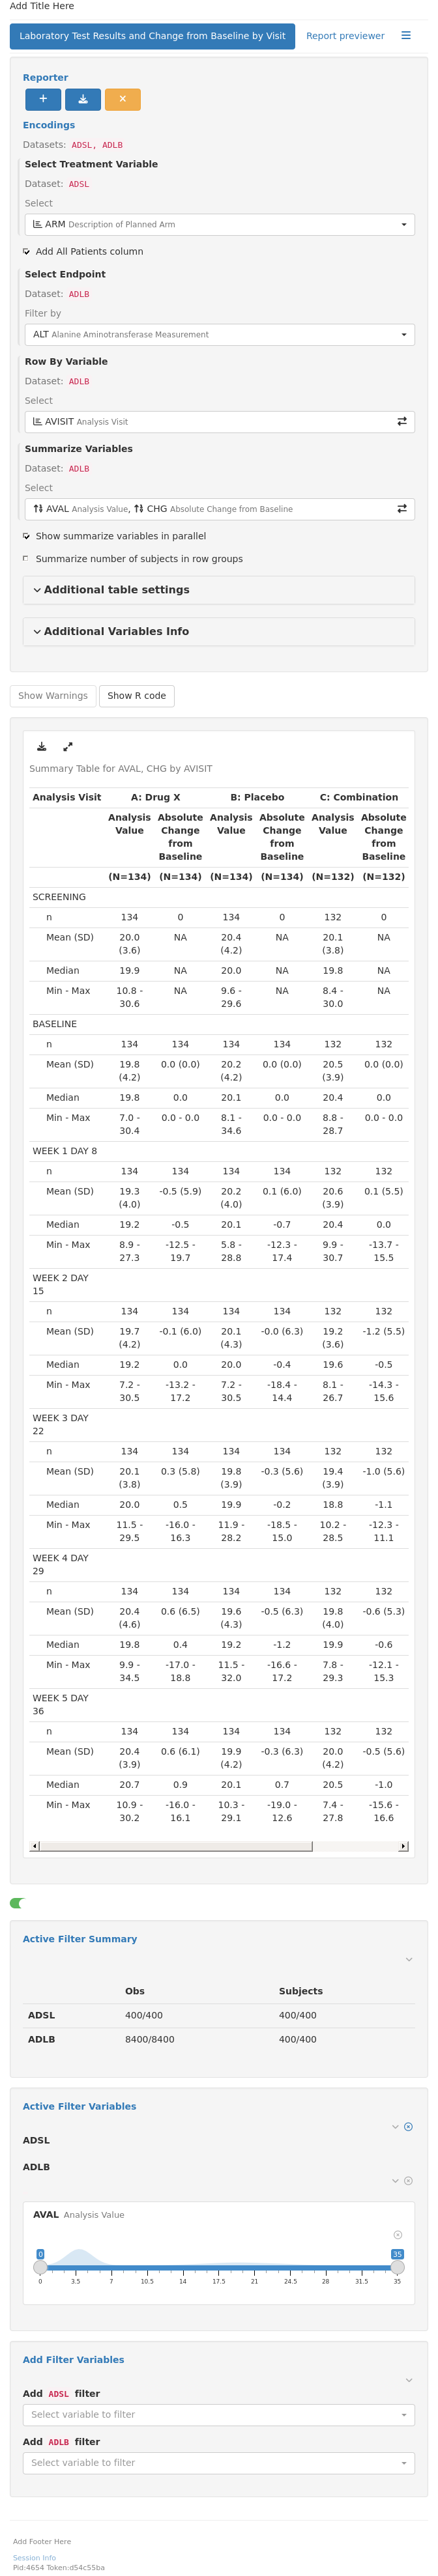 Add Title Here
Laboratory Test Results and Change from Baseline by Visit Report previewer
Reporter
Encodings
Datasets: ADSL, ADLB
Select Treatment Variable
Dataset: ADSL
Select
ARM Description of Planned Arm
Add All Patients column
Select Endpoint
Dataset: ADLB
Filter by
ALT Alanine Aminotransferase Measurement
Row By Variable
Dataset: ADLB
Select
AVISIT Analysis Visit
Summarize Variables
Dataset: ADLB
Select
AVAL Analysis Value, CHG Absolute Change from Baseline
Show summarize variables in parallel
Summarize number of subjects in row groups
Additional table settings
Additional Variables Info
Show Warnings Show R code
Summary Table for AVAL, CHG by AVISIT
Analysis Visit A: Drug X B: Placebo C: Combination
Analysis Absolute Analysis Absolute Analysis Absolute
Value Change Value Change Value Change
from from from
Baseline Baseline Baseline
(N=134) (N=134) (N=134) (N=134) (N=132) (N=132)
SCREENING
n 134 0 134 0 132 0
Mean (SD) 20.0 NA 20.4 NA 20.1 NA
(3.6) (4.2) (3.8)
Median 19.9 NA 20.0 NA 19.8 NA
Min - Max 10.8 - NA 9.6 - NA 8.4 - NA
30.6 29.6 30.0
BASELINE
n 134 134 134 134 132 132
Mean (SD) 19.8 0.0 (0.0) 20.2 0.0 (0.0) 20.5 0.0 (0.0)
(4.2) (4.2) (3.9)
Median 19.8 0.0 20.1 0.0 20.4 0.0
Min - Max 7.0 - 0.0 - 0.0 8.1 - 0.0 - 0.0 8.8 - 0.0 - 0.0
30.4 34.6 28.7
WEEK 1 DAY 8
n 134 134 134 134 132 132
Mean (SD) 19.3 -0.5 (5.9) 20.2 0.1 (6.0) 20.6 0.1 (5.5)
(4.0) (4.0) (3.9)
Median 19.2 -0.5 20.1 -0.7 20.4 0.0
Min - Max 8.9 - -12.5 - 5.8 - -12.3 - 9.9 - -13.7 -
27.3 19.7 28.8 17.4 30.7 15.5
WEEK 2 DAY
15
n 134 134 134 134 132 132
Mean (SD) 19.7 -0.1 (6.0) 20.1 -0.0 (6.3) 19.2 -1.2 (5.5)
(4.2) (4.3) (3.6)
Median 19.2 0.0 20.0 -0.4 19.6 -0.5
Min - Max 7.2 - -13.2 - 7.2 - -18.4 - 8.1 - -14.3 -
30.5 17.2 30.5 14.4 26.7 15.6
WEEK 3 DAY
22
n 134 134 134 134 132 132
Mean (SD) 20.1 0.3 (5.8) 19.8 -0.3 (5.6) 19.4 -1.0 (5.6)
(3.8) (3.9) (3.9)
Median 20.0 0.5 19.9 -0.2 18.8 -1.1
Min - Max 11.5 - -16.0 - 11.9 - -18.5 - 10.2 - -12.3 -
29.5 16.3 28.2 15.0 28.5 11.1
WEEK 4 DAY
29
n 134 134 134 134 132 132
Mean (SD) 20.4 0.6 (6.5) 19.6 -0.5 (6.3) 19.8 -0.6 (5.3)
(4.6) (4.3) (4.0)
Median 19.8 0.4 19.2 -1.2 19.9 -0.6
Min - Max 9.9 - -17.0 - 11.5 - -16.6 - 7.8 - -12.1 -
34.5 18.8 32.0 17.2 29.3 15.3
WEEK 5 DAY
36
n 134 134 134 134 132 132
Mean (SD) 20.4 0.6 (6.1) 19.9 -0.3 (6.3) 20.0 -0.5 (5.6)
(3.9) (4.2) (4.2)
Median 20.7 0.9 20.1 0.7 20.5 -1.0
Min - Max 10.9 - -16.0 - 10.3 - -19.0 - 7.4 - -15.6 -
30.2 16.1 29.1 12.6 27.8 16.6
Active Filter Summary
Obs Subjects
ADSL 400/400 400/400
ADLB 8400/8400 400/400
Active Filter Variables
ADSL
ADLB
AVAL Analysis Value
0 35
0 3.5 7 10.5 14 17.5 21 24.5 28 31.5 35
Add Filter Variables
Add ADSL filter
Select variable to filter
Add ADLB filter
Select variable to filter
Add Footer Here
Session Info
Pid:4654 Token:d54c55ba